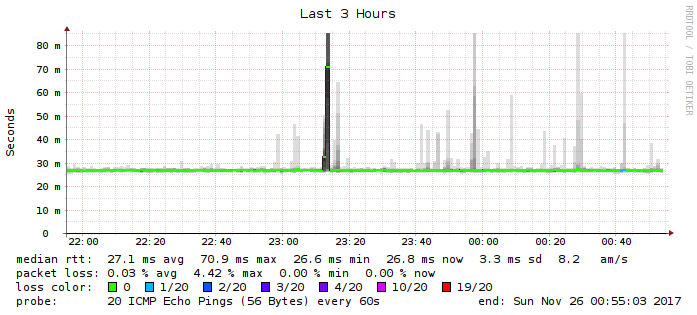 Last 3 Hours
RRDTOOL / TOBI OETIKER
Seconds
80 m
70 m
60 m
50 m
40 m
30 m
20 m
10 m
0
22:00 22:20 22:40 23:00 23:20 23:40 00:00 00:20 00:40
median rtt: 27.1 ms avg 70.9 ms max 26.6 ms min 26.8 ms now 3.3 ms sd 8.2 am/s
packet loss: 0.03 % avg 4.42 % max 0.00 % min 0.00 % now
loss color: 0 1/20 2/20 3/20 4/20 10/20 19/20
probe: 20 ICMP Echo Pings (56 Bytes) every 60s end: Sun Nov 26 00:55:03 2017